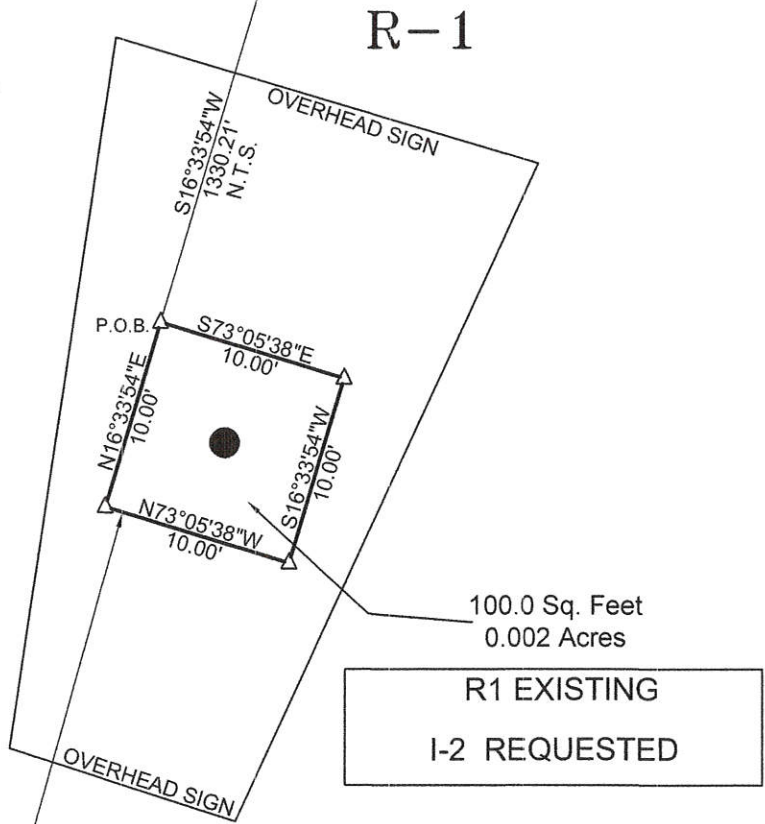 R-1
OVERHEAD SIGN
S16°33'54"W
1330.21'
N.T.S.
P.O.B.
S73°05'38"E
10.00'
N16°33'54"E
10.00'
S16°33'54"W
10.00'
N73°05'38"W
10.00'
100.0 Sq. Feet
0.002 Acres
R1 EXISTING
I-2 REQUESTED
OVERHEAD SIGN